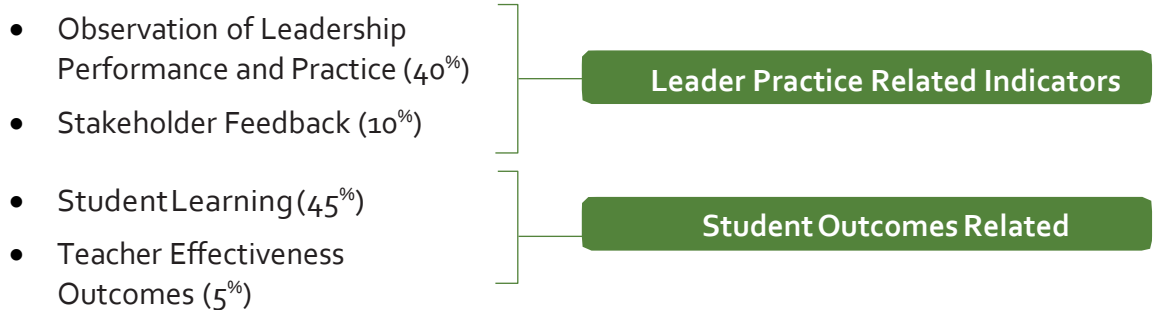 • Observation of Leadership
Performance and Practice (40%)
• Stakeholder Feedback (10%)
Leader Practice Related Indicators
• Student Learning (45%)
• Teacher Effectiveness
Outcomes (5%)
Student Outcomes Related